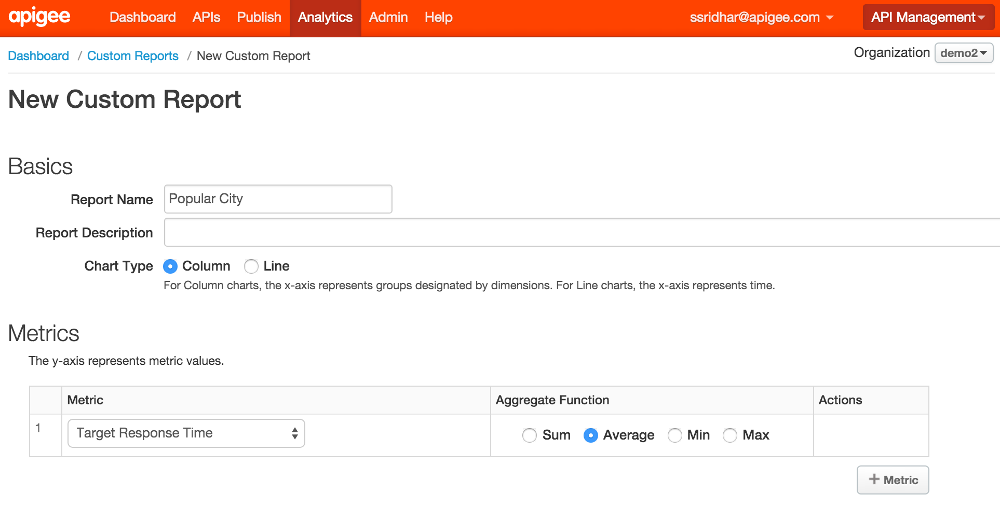 apigee Dashboard APIs Publish Analytics Admin Help ssridhar@apigee.com API Management
Dashboard / Custom Reports / New Custom Report Organization demo2
New Custom Report
Basics
Report Name Popular City
Report Description
Chart Type Column Line
For Column charts, the x-axis represents groups designated by dimensions. For Line charts, the x-axis represents time.
Metrics
The y-axis represents metric values.
Metric Aggregate Function Actions
1 Target Response Time Sum Average Min Max
+ Metric